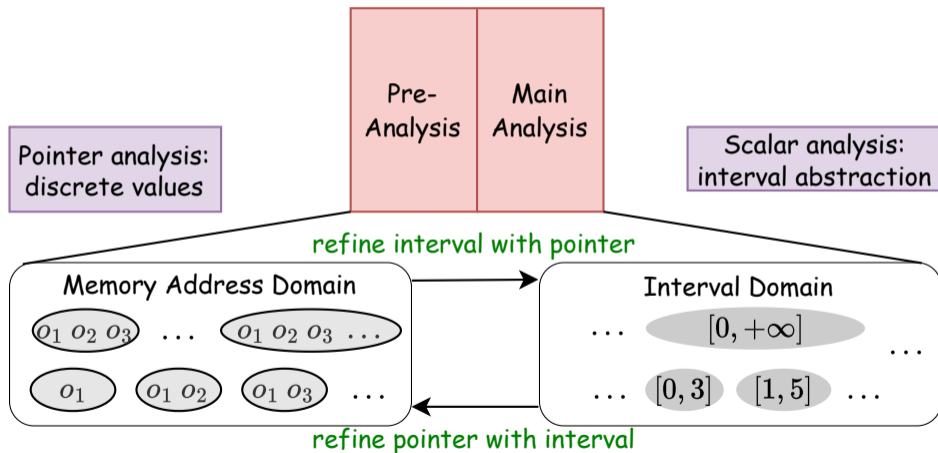 Pre-
Analysis
Main
Analysis
Pointer analysis:
discrete values
Scalar analysis:
interval abstraction
refine interval with pointer
Memory Address Domain
o₁ o₂ o₃ ... o₁ o₂ o₃ ...
o₁ o₁ o₂ o₁ o₃ ...
Interval Domain
... [0, +∞] ...
... [0, 3] [1, 5] ...
refine pointer with interval